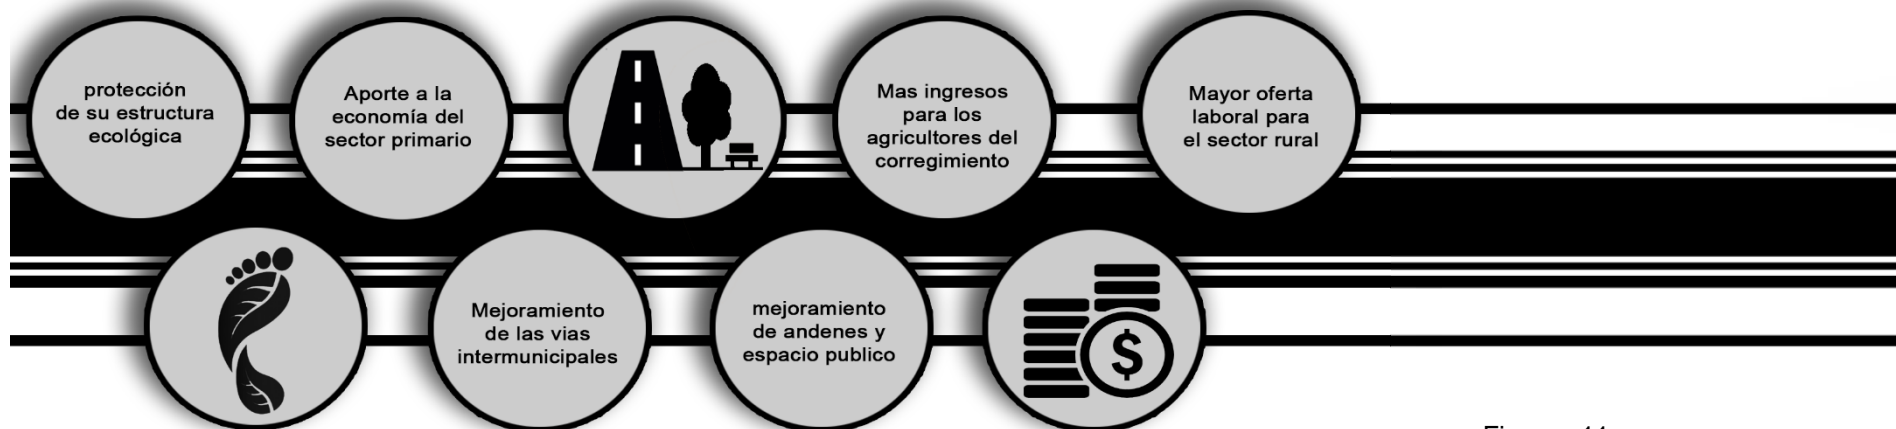 protección
de su estructura
ecológica
Aporte a la
economía del
sector primario
Mas ingresos
para los
agricultores del
corregimiento
Mayor oferta
laboral para
el sector rural
Mejoramiento
de las vias
intermunicipales
mejoramiento
de andenes y
espacio publico
$